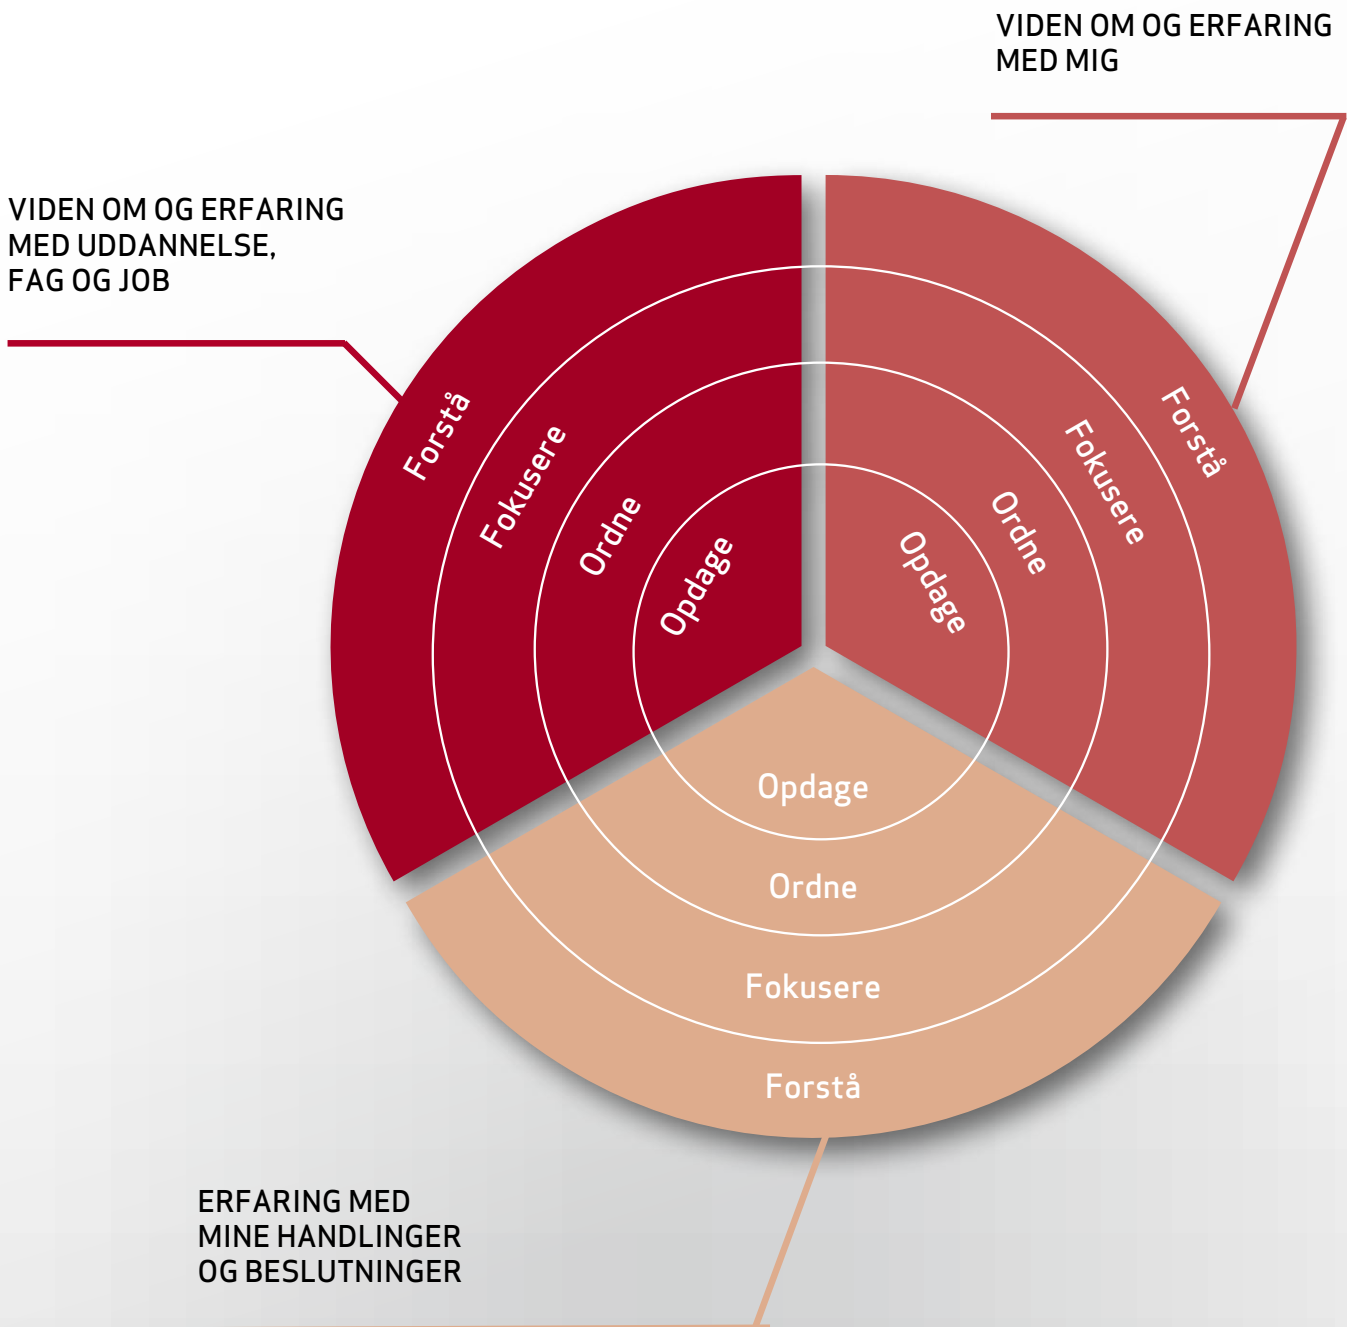 VIDEN OM OG ERFARING
MED MIG
VIDEN OM OG ERFARING
MED UDDANNELSE,
FAG OG JOB
Forstå
Fokusere
Ordne
Opdage
Forstå
Fokusere
Ordne
Opdage
Opdage
Ordne
Fokusere
Forstå
ERFARING MED
MINE HANDLINGER
OG BESLUTNINGER